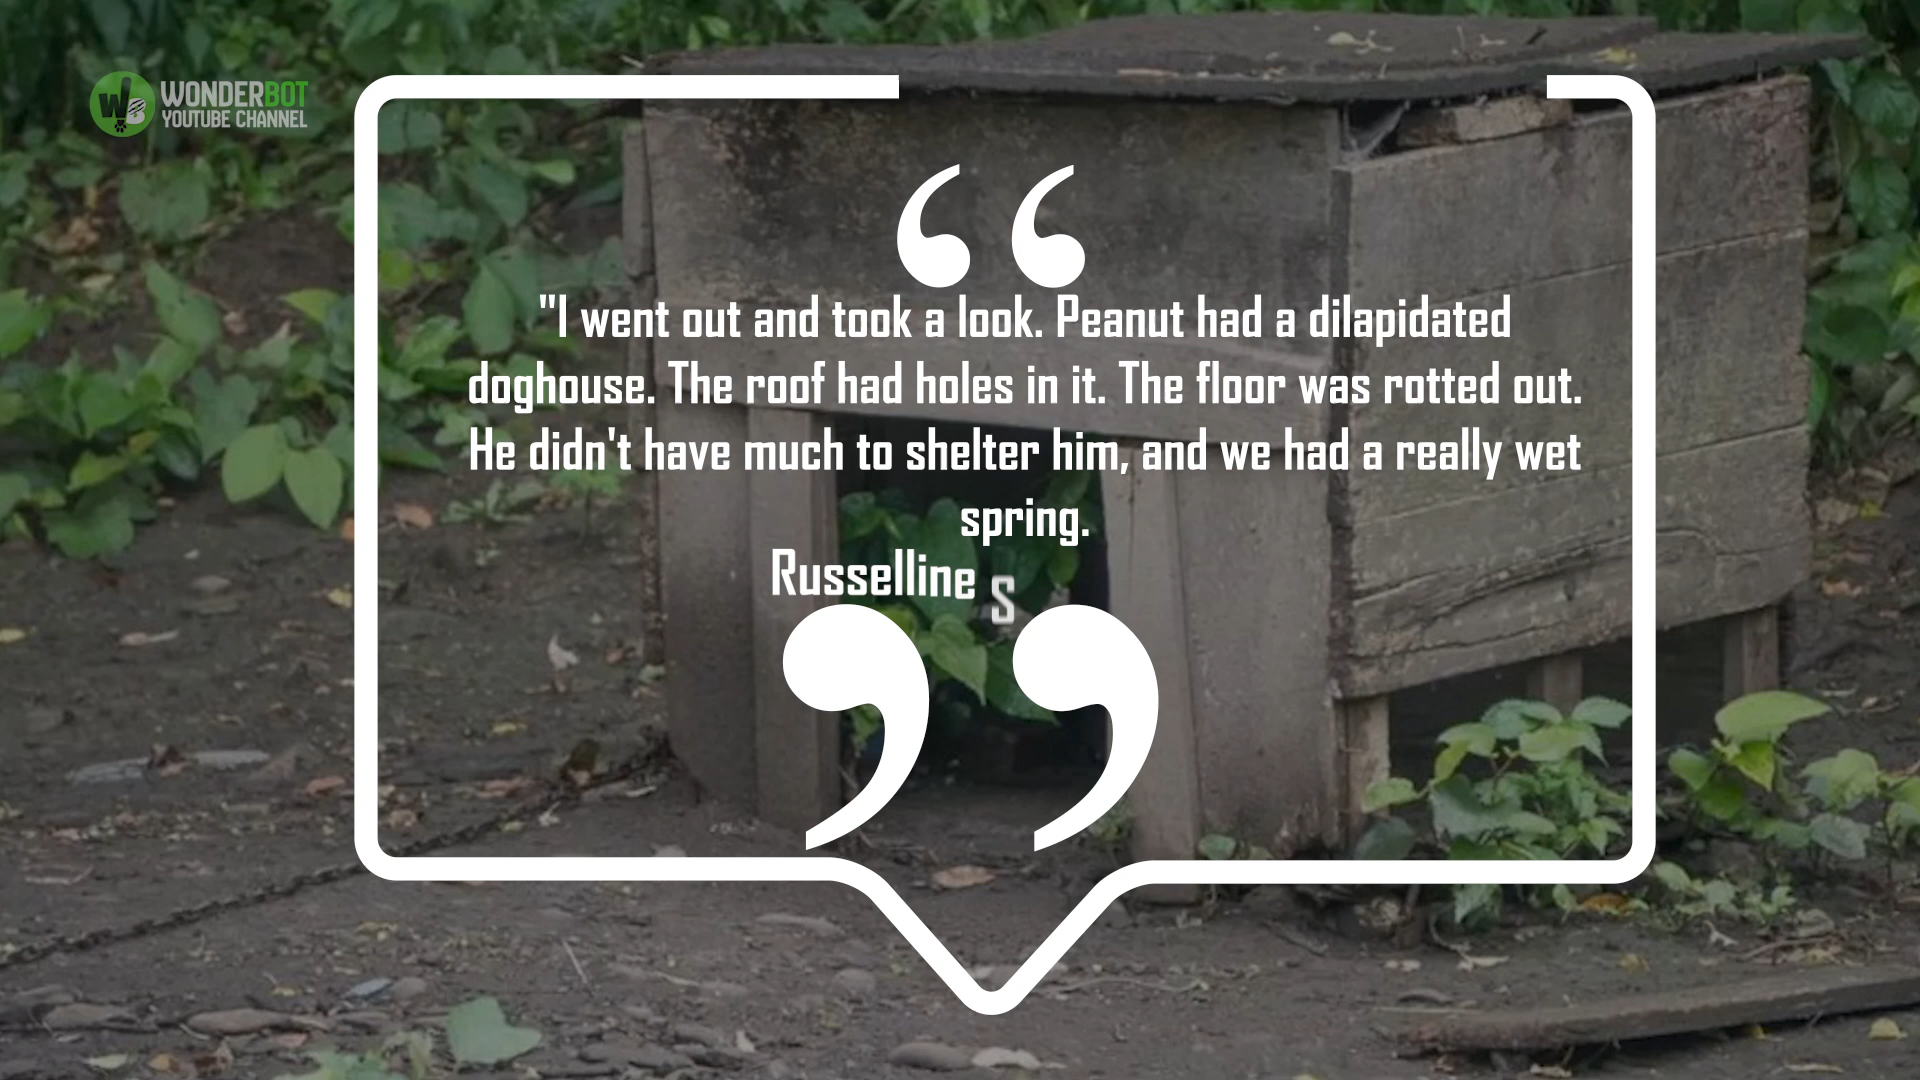 WONDERBOT
YOUTUBE CHANNEL
"I went out and took a look. Peanut had a dilapidated
doghouse. The roof had holes in it. The floor was rotted out.
He didn't have much to shelter him, and we had a really wet
spring.
Russelline S